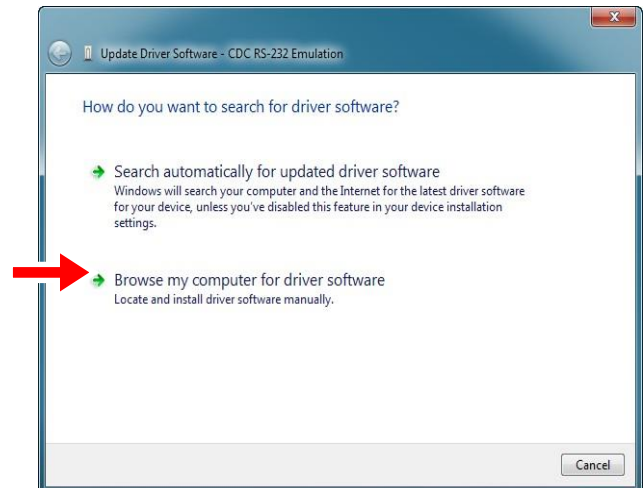 Update Driver Software - CDC RS-232 Emulation
How do you want to search for driver software?
Search automatically for updated driver software
Windows will search your computer and the Internet for the latest driver software
for your device, unless you've disabled this feature in your device installation
settings.
Browse my computer for driver software
Locate and install driver software manually.
Cancel